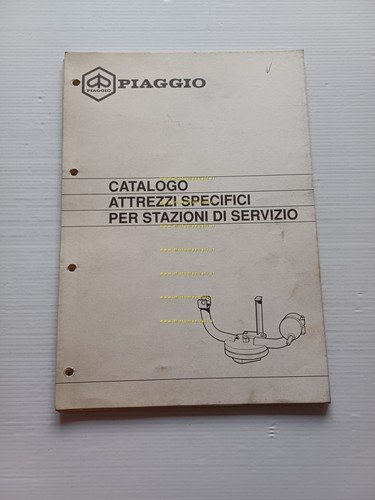 PIAGGIO
PIAGGIO
CATALOGO
ATTREZZI SPECIFICI
PER STAZIONI DI SERVIZIO